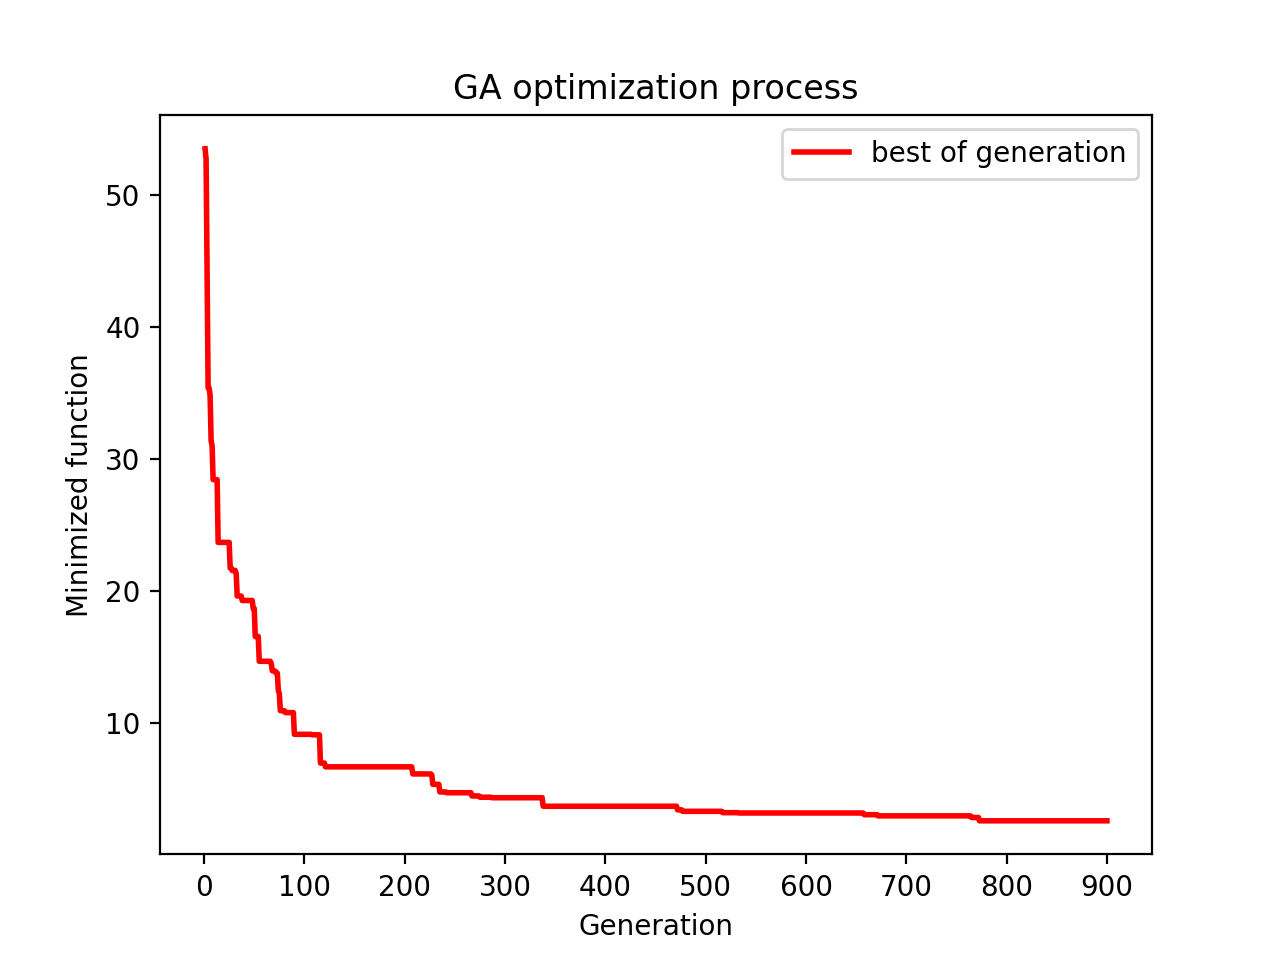 GA optimization process
best of generation
Minimized function
50
40
30
20
10
0 100 200 300 400 500 600 700 800 900
Generation